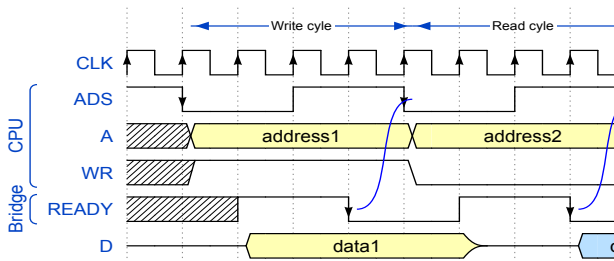 Write cyle
Read cyle
CLK
CPU
ADS
A
address1
address2
WR
Bridge
READY
D
data1